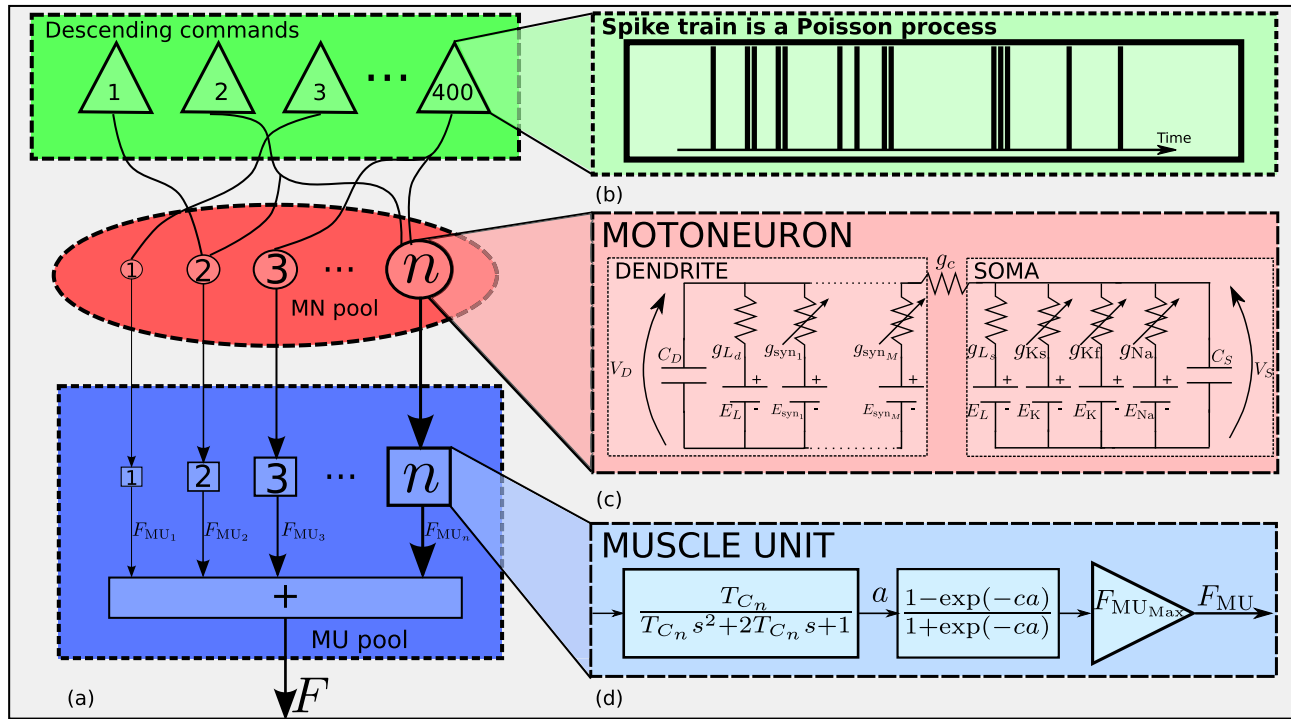 Descending commands
1 2 3 ... 400
Spike train is a Poisson process
Time
(b)
1 2 3 ... n
MN pool
MOTONEURON
DENDRITE
g_c
SOMA
V_D
C_D
g_{L_d}
g_{syn_1}
g_{syn_M}
+ + +
E_L
E_{syn_1}
E_{syn_M}
- - -
g_{L_s}
g_{Ks}
g_{Kf}
g_{Na}
C_S
V_S
+ + + +
E_L
E_K
E_K
E_{Na}
- - - -
(c)
1 2 3 ... n
F_{MU_1}
F_{MU_2}
F_{MU_3}
F_{MU_n}
+
MU pool
(a)
F
MUSCLE UNIT
T_{C_n}
T_{C_n}s^2+2T_{C_n}s+1
a
1-exp(-ca)
1+exp(-ca)
F_{MU_{Max}}
F_{MU}
(d)